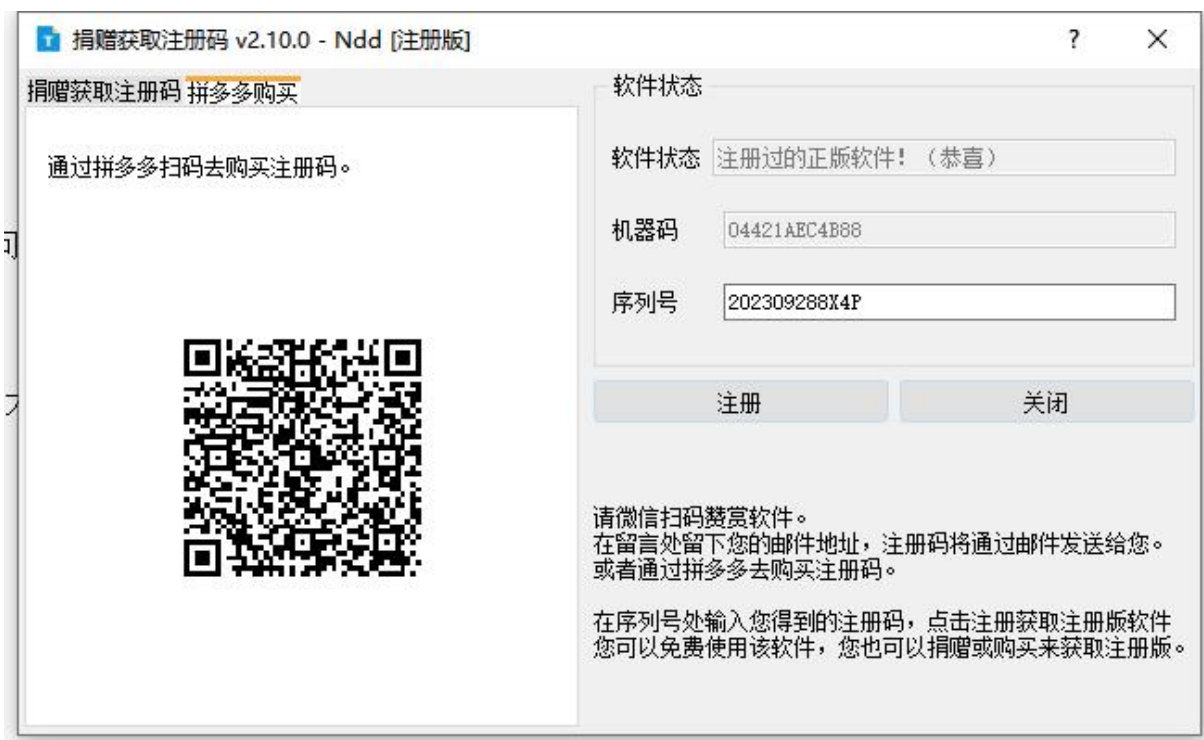 捐赠获取注册码 v2.10.0 - Ndd [注册版]
捐赠获取注册码 拼多多购买
通过拼多多扫码去购买注册码。
软件状态
软件状态 注册过的正版软件！（恭喜）
机器码 04421AEC4B88
序列号 202309288X4P
注册 关闭
请微信扫码赞赏软件。
在留言处留下您的邮件地址，注册码将通过邮件发送给您。
或者通过拼多多去购买注册码。
在序列号处输入您得到的注册码，点击注册获取注册版软件
您可以免费使用该软件，您也可以捐赠或购买来获取注册版。